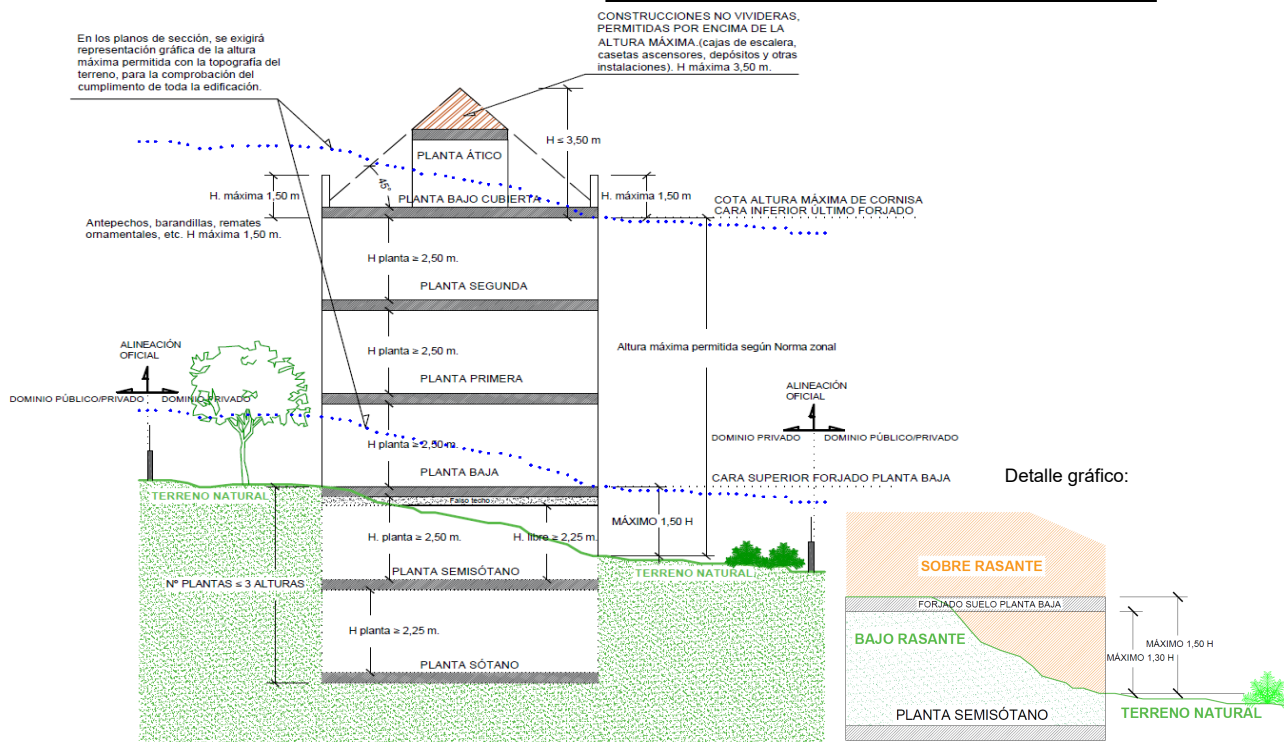 CONSTRUCCIONES NO VIVIDERAS,
PERMITIDAS POR ENCIMA DE LA
ALTURA MÁXIMA.(cajas de escalera,
casetas ascensores, depósitos y otras
instalaciones). H máxima 3,50 m.
En los planos de sección, se exigirá
representación gráfica de la altura
máxima permitida con la topografía del
terreno, para la comprobación del
cumplimento de toda la edificación.
H ≤ 3,50 m
PLANTA ÁTICO
45°
H. máxima 1,50 m
PLANTA BAJO CUBIERTA
H. máxima 1,50 m
COTA ALTURA MÁXIMA DE CORNISA
CARA INFERIOR ÚLTIMO FORJADO
Antepechos, barandillas, remates
ornamentales, etc. H máxima 1,50 m.
H planta ≥ 2,50 m.
PLANTA SEGUNDA
H planta ≥ 2,50 m.
Altura máxima permitida según Norma zonal
PLANTA PRIMERA
ALINEACIÓN
OFICIAL
DOMINIO PÚBLICO/PRIVADO
DOMINIO PRIVADO
ALINEACIÓN
OFICIAL
DOMINIO PRIVADO
DOMINIO PÚBLICO/PRIVADO
H planta ≥ 2,50 m.
PLANTA BAJA
CARA SUPERIOR FORJADO PLANTA BAJA
Detalle gráfico:
TERRENO NATURAL
Falso techo
MÁXIMO 1,50 H
H. planta ≥ 2,50 m.
H. libre ≥ 2,25 m.
PLANTA SEMISÓTANO
TERRENO NATURAL
Nº PLANTAS ≤ 3 ALTURAS
H planta ≥ 2,25 m.
PLANTA SÓTANO
SOBRE RASANTE
FORJADO SUELO PLANTA BAJA
BAJO RASANTE
MÁXIMO 1,50 H
MÁXIMO 1,30 H
PLANTA SEMISÓTANO
TERRENO NATURAL